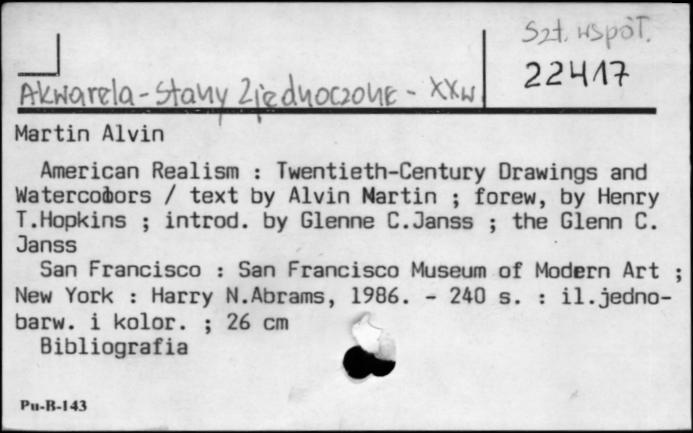 Szt. współ.
22417
Akwarela - Stany Zjednoczone - XXw
Martin Alvin
American Realism : Twentieth-Century Drawings and
Watercolors / text by Alvin Martin ; forew, by Henry
T.Hopkins ; introd. by Glenne C.Janss ; the Glenn C.
Janss
San Francisco : San Francisco Museum of Modern Art ;
New York : Harry N.Abrams, 1986. - 240 s. : il.jedno-
barw. i kolor. ; 26 cm
Bibliografia
Pu-B-143